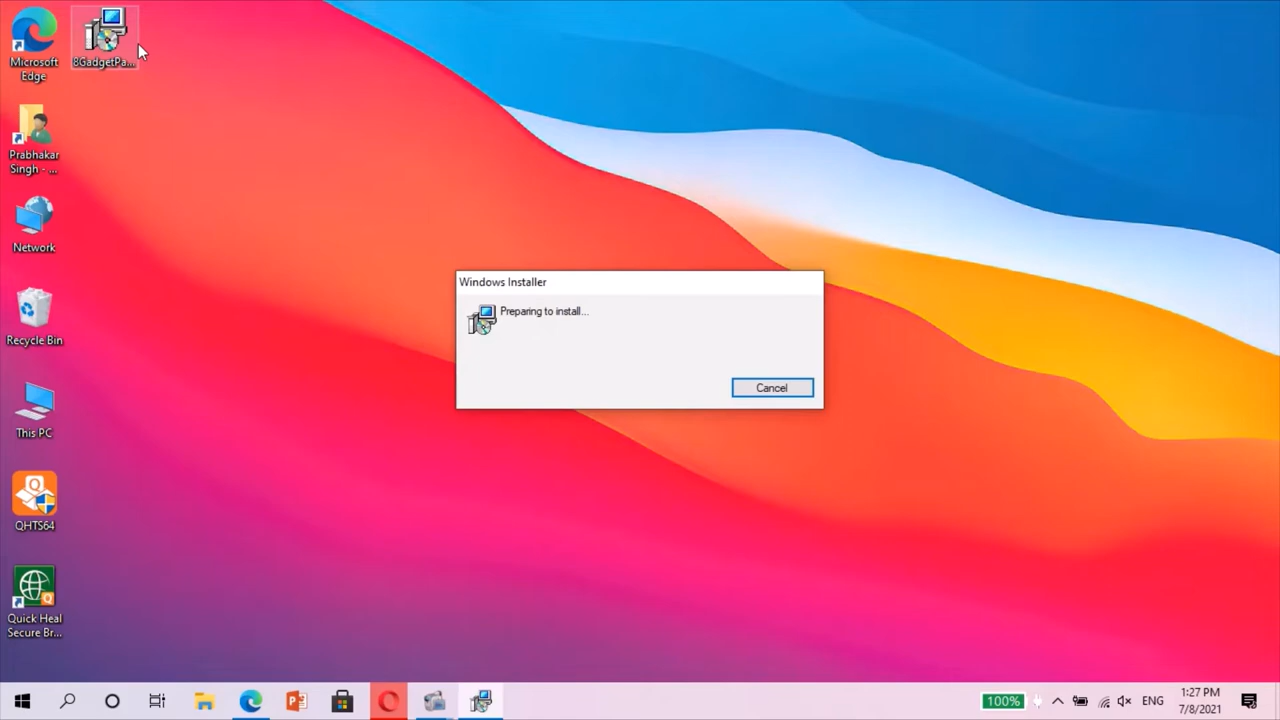 Microsoft
Edge
8GadgetPa...
Prabhakar
Singh - ...
Network
Recycle Bin
This PC
QHTS64
Quick Heal
Secure Br...
Windows Installer
Preparing to install...
Cancel
100%
ENG
1:27 PM
7/8/2021